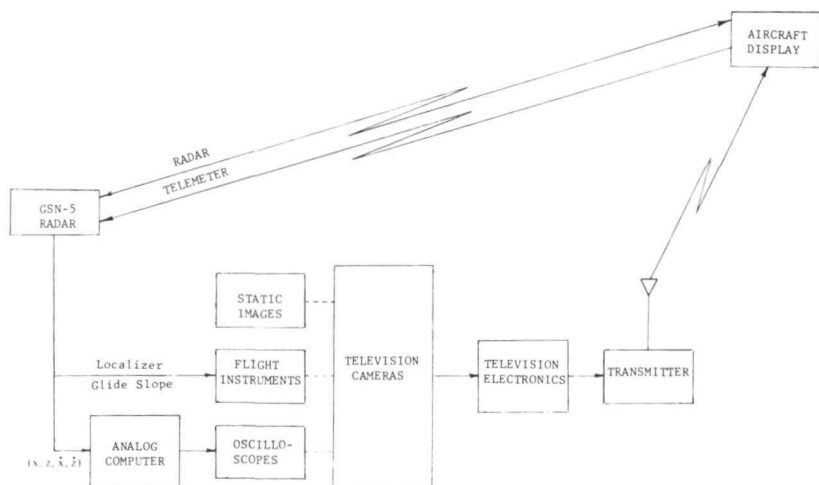 AIRCRAFT
DISPLAY
RADAR
TELEMETER
GSN-5
RADAR
STATIC
IMAGES
Localizer
Glide Slope
FLIGHT
INSTRUMENTS
TELEVISION
CAMERAS
TELEVISION
ELECTRONICS
TRANSMITTER
(x, z, ẋ, ż)
ANALOG
COMPUTER
OSCILLO-
SCOPES